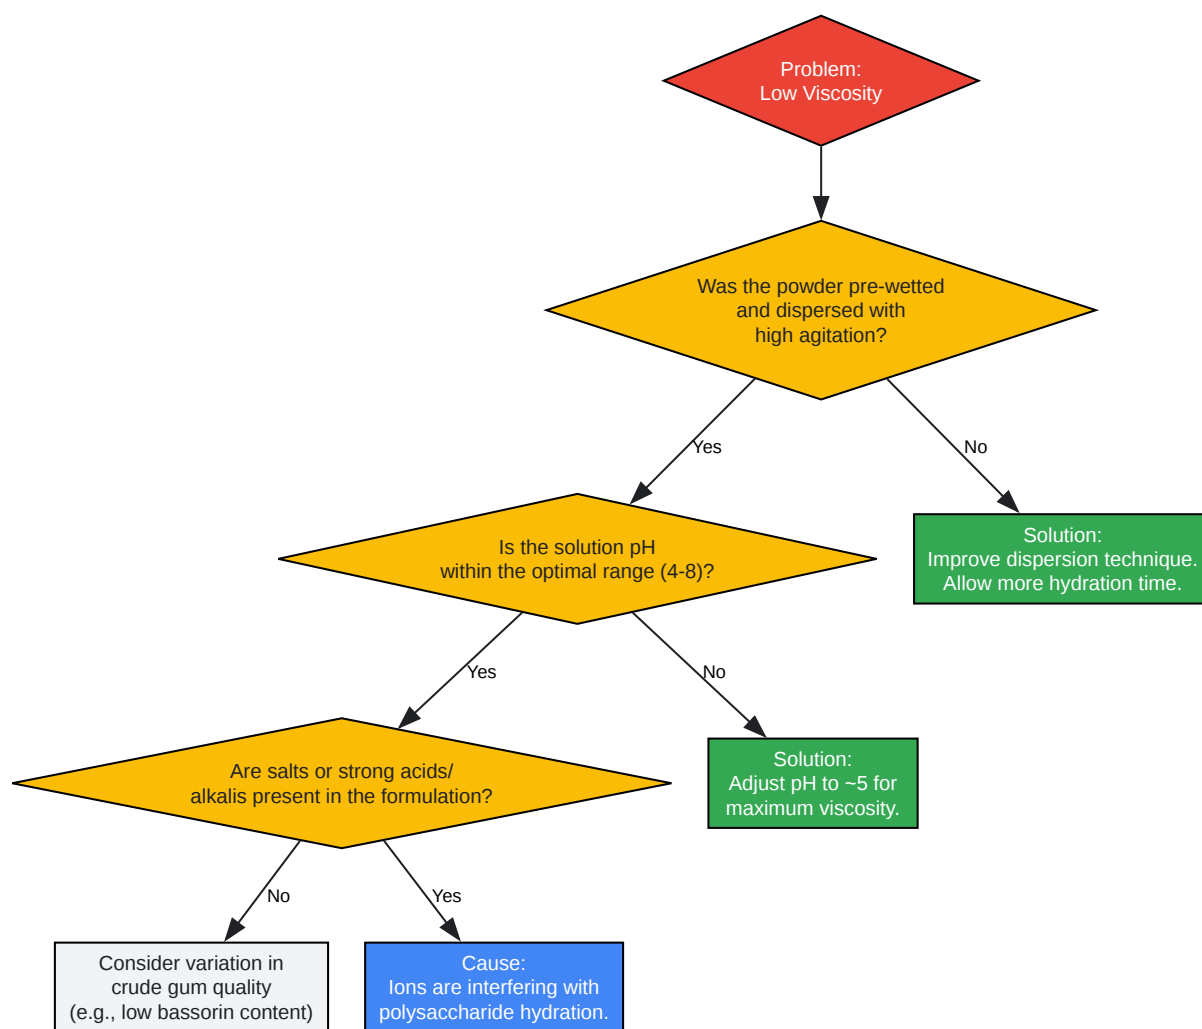 Problem:
Low Viscosity
Was the powder pre-wetted
and dispersed with
high agitation?
Yes
No
Solution:
Improve dispersion technique.
Allow more hydration time.
Is the solution pH
within the optimal range (4-8)?
Yes
No
Solution:
Adjust pH to ~5 for
maximum viscosity.
Are salts or strong acids/
alkalis present in the formulation?
No
Yes
Consider variation in
crude gum quality
(e.g., low bassorin content)
Cause:
Ions are interfering with
polysaccharide hydration.